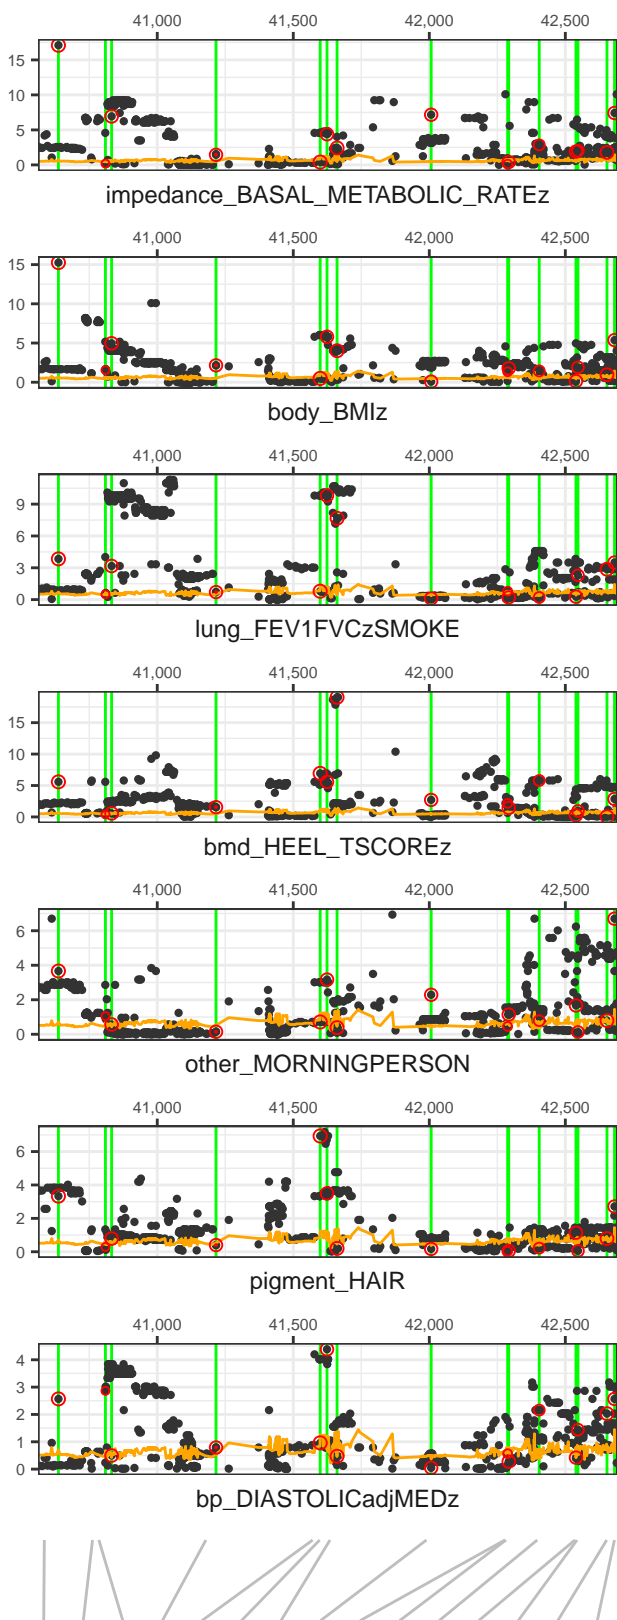 41,000 41,500 42,000 42,500
15
10
5
0
impedance_BASAL_METABOLIC_RATEz
41,000 41,500 42,000 42,500
15
10
5
0
body_BMIz
41,000 41,500 42,000 42,500
9
6
3
0
lung_FEV1FVCzSMOKE
41,000 41,500 42,000 42,500
15
10
5
0
bmd_HEEL_TSCOREz
41,000 41,500 42,000 42,500
6
4
2
0
other_MORNINGPERSON
41,000 41,500 42,000 42,500
6
4
2
0
pigment_HAIR
41,000 41,500 42,000 42,500
4
3
2
1
0
bp_DIASTOLICadjMEDz